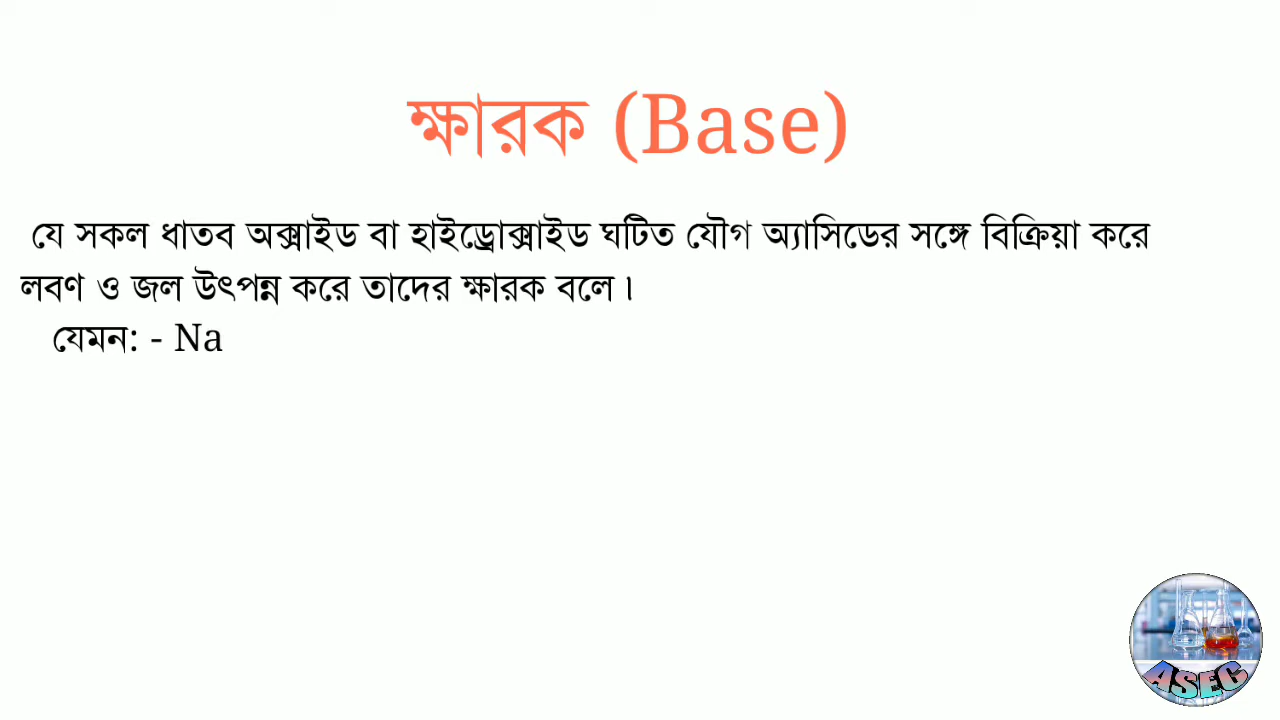 ক্ষারক (Base)
যে সকল ধাতব অক্সাইড বা হাইড্রোক্সাইড ঘটিত যৌগ অ্যাসিডের সঙ্গে বিক্রিয়া করে
লবণ ও জল উৎপন্ন করে তাদের ক্ষারক বলে ।
যেমন: - Na
ASEC